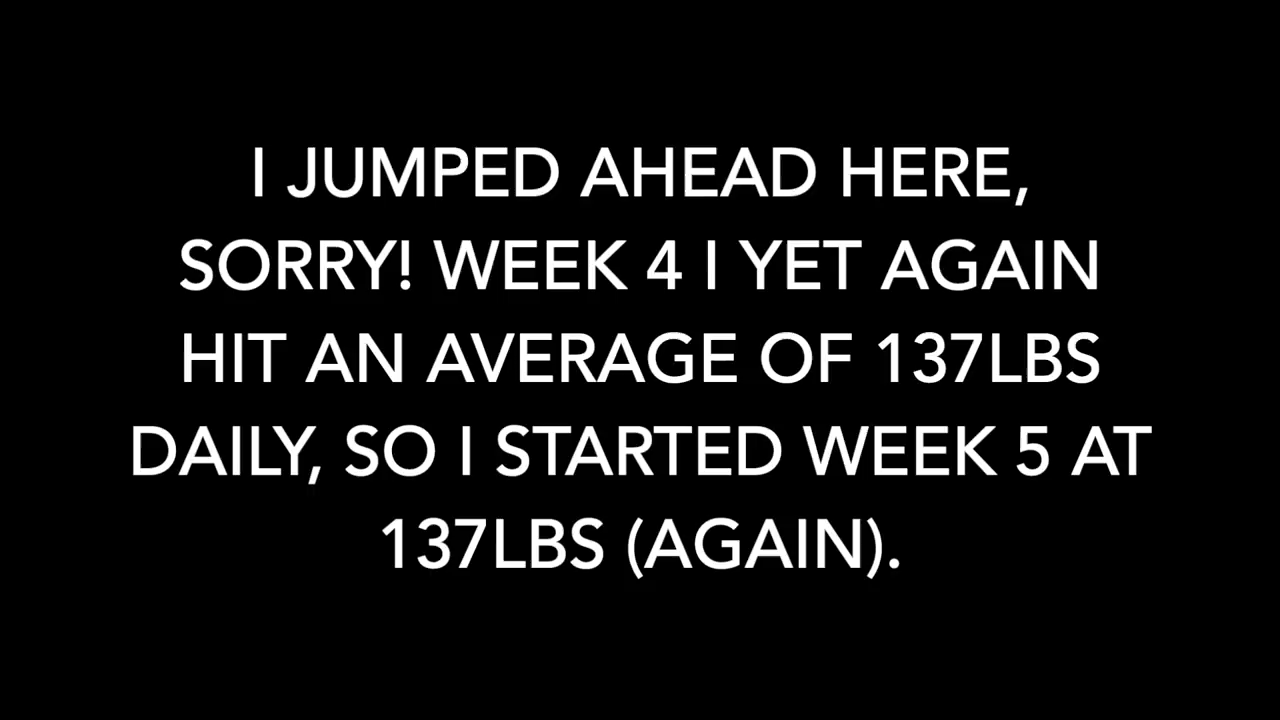 I JUMPED AHEAD HERE,
SORRY! WEEK 4 I YET AGAIN
HIT AN AVERAGE OF 137LBS
DAILY, SO I STARTED WEEK 5 AT
137LBS (AGAIN).